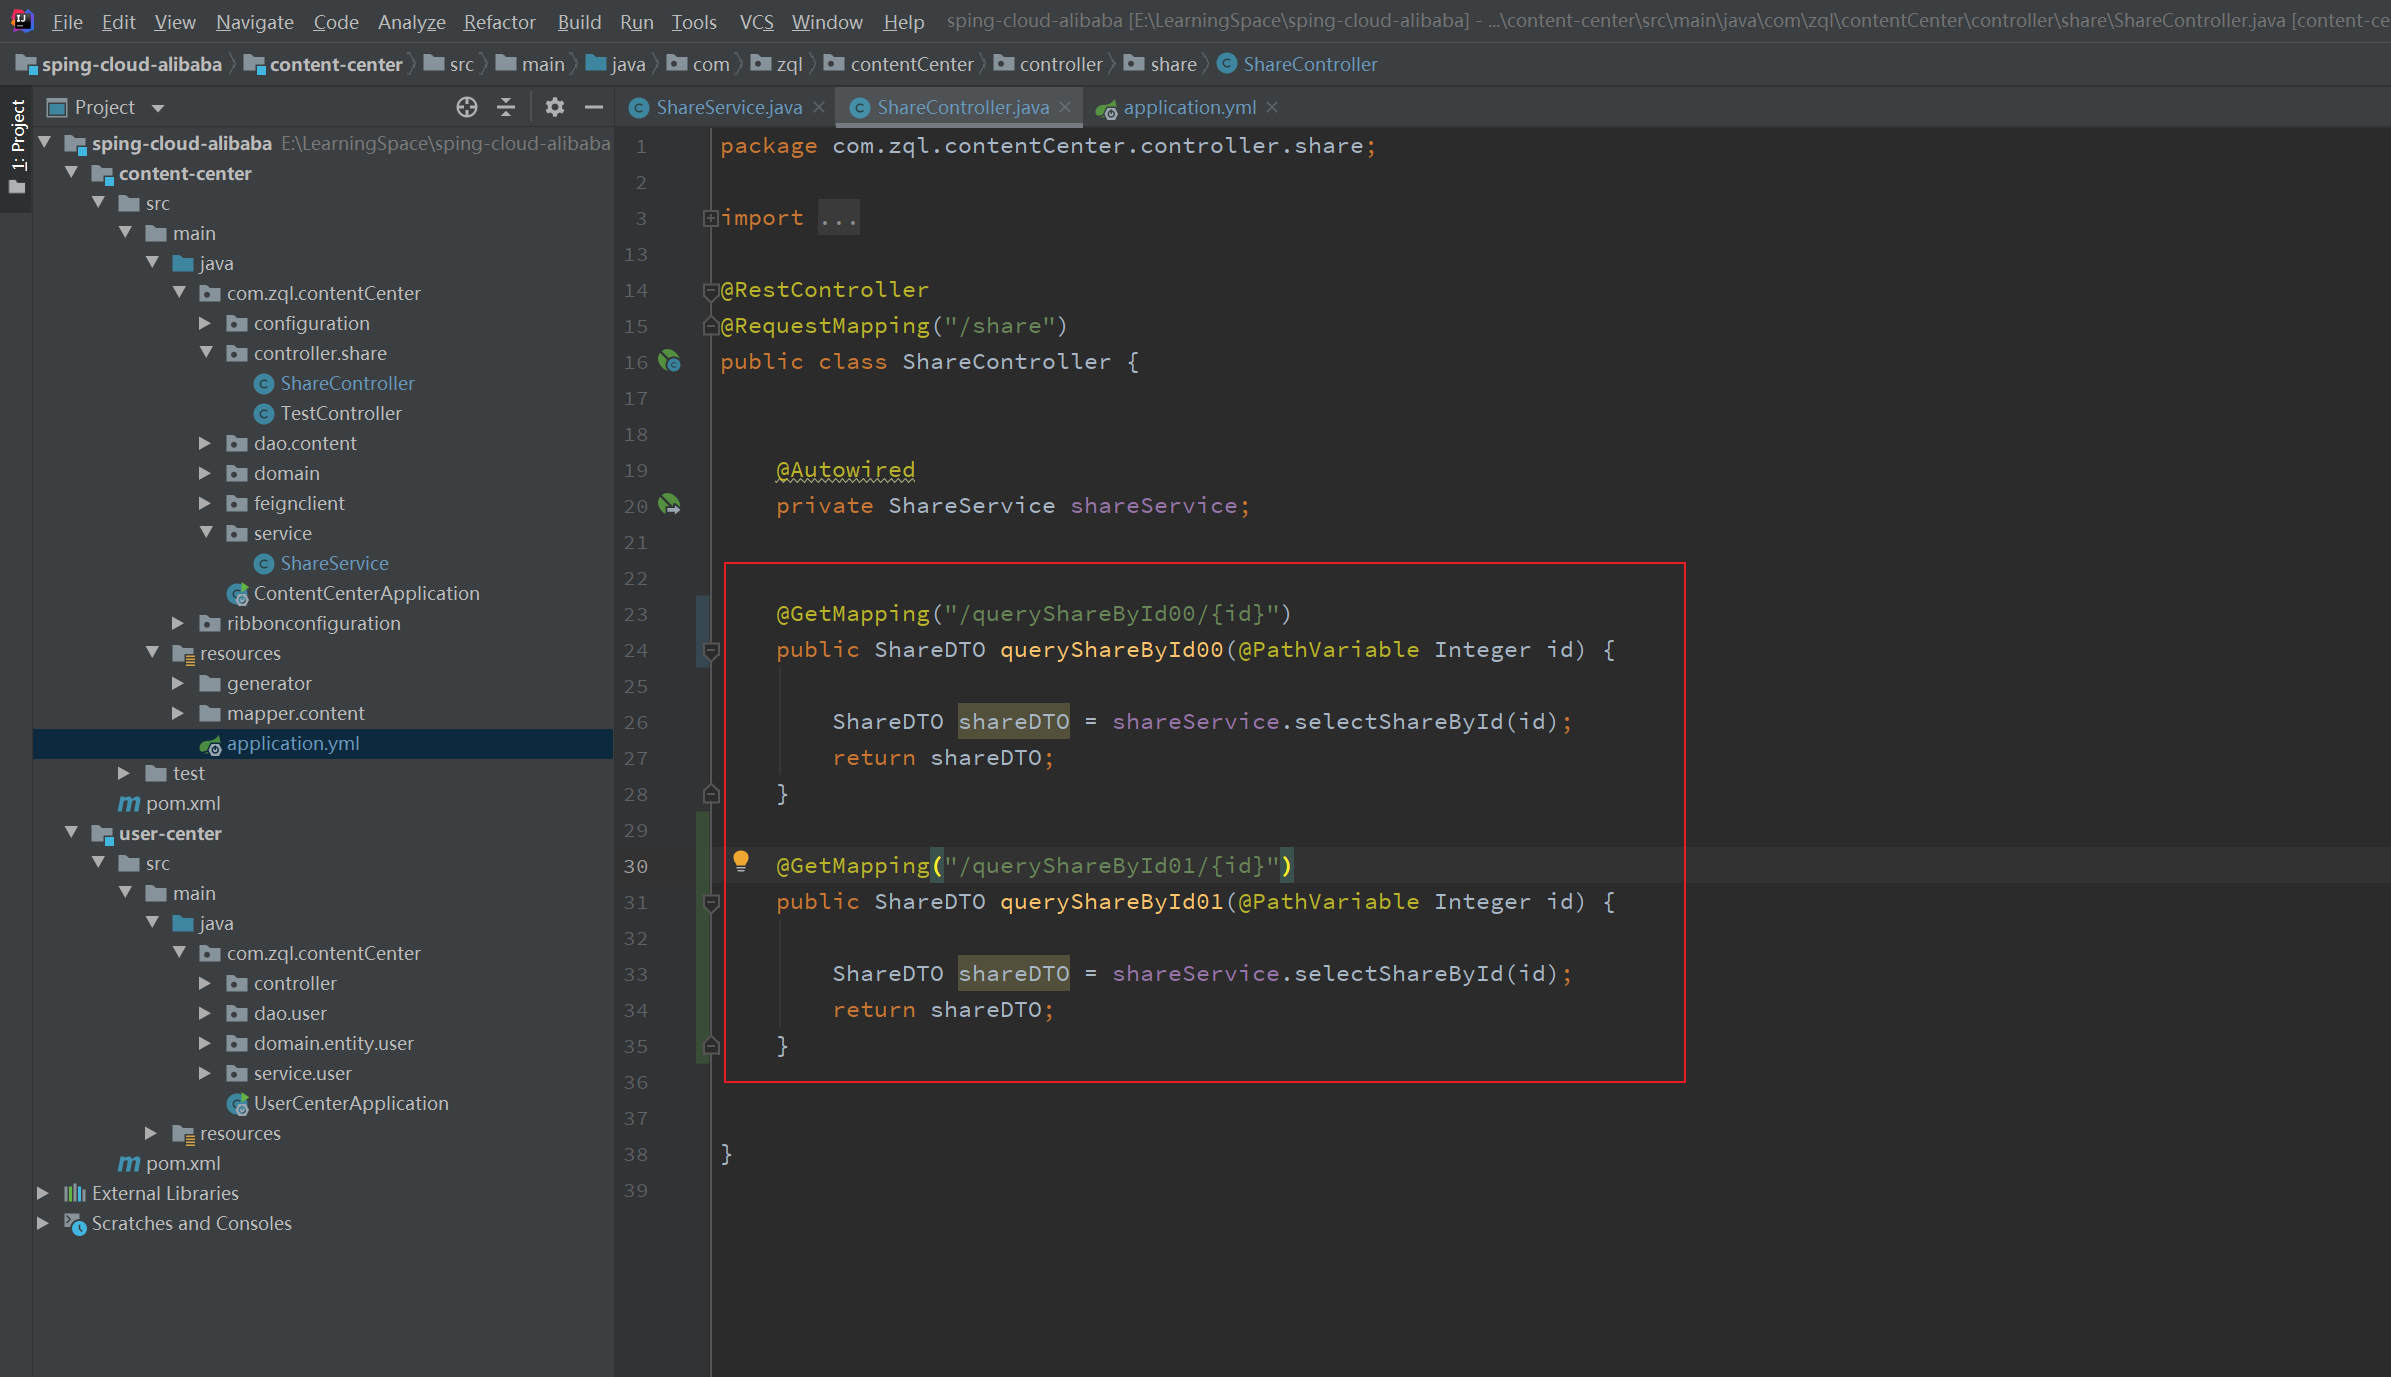 File Edit View Navigate Code Analyze Refactor Build Run Tools VCS Window Help sping-cloud-alibaba [E:\LearningSpace\sping-cloud-alibaba] - ...\content-center\src\main\java\com\zql\contentCenter\controller\share\ShareController.java [content-ce
sping-cloud-alibaba content-center src main java com zql contentCenter controller share ShareController
1: Project
Project
ShareService.java ShareController.java application.yml
sping-cloud-alibaba E:\LearningSpace\sping-cloud-alibaba
content-center
src
main
java
com.zql.contentCenter
configuration
controller.share
ShareController
TestController
dao.content
domain
feignclient
service
ShareService
ContentCenterApplication
ribbonconfiguration
resources
generator
mapper.content
application.yml
test
pom.xml
user-center
src
main
java
com.zql.contentCenter
controller
dao.user
domain.entity.user
service.user
UserCenterApplication
resources
pom.xml
External Libraries
Scratches and Consoles
1 package com.zql.contentCenter.controller.share;
2
3 import ...
13
14 @RestController
15 @RequestMapping("/share")
16 public class ShareController {
17
18
19 @Autowired
20 private ShareService shareService;
21
22
23 @GetMapping("/queryShareById00/{id}")
24 public ShareDTO queryShareById00(@PathVariable Integer id) {
25
26 ShareDTO shareDTO = shareService.selectShareById(id);
27 return shareDTO;
28 }
29
30 @GetMapping("/queryShareById01/{id}")
31 public ShareDTO queryShareById01(@PathVariable Integer id) {
32
33 ShareDTO shareDTO = shareService.selectShareById(id);
34 return shareDTO;
35 }
36
37
38 }
39